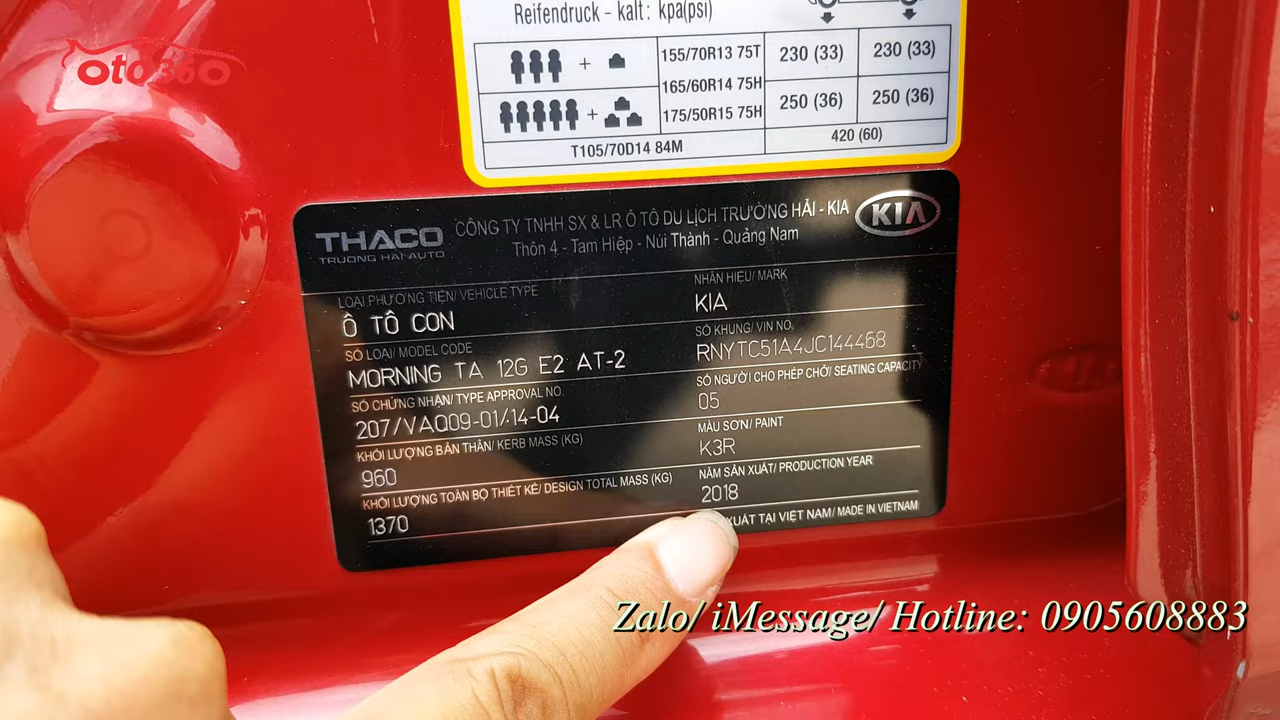 oto360
Reifendruck - kalt: kpa(psi)
+ 155/70R13 75T 230 (33) 230 (33)
165/60R14 75H
+ 175/50R15 75H 250 (36) 250 (36)
T105/70D14 84M 420 (60)
THACO
TRUONG HAI AUTO
CÔNG TY TNHH SX & LR Ô TÔ DU LỊCH TRƯỜNG HẢI - KIA
Thôn 4 - Tam Hiệp - Núi Thành - Quảng Nam
KIA
LOẠI PHƯƠNG TIỆN/ VEHICLE TYPE
Ô TÔ CON
NHÃN HIỆU/ MARK
KIA
SỐ LOẠI/ MODEL CODE
MORNING TA 12G E2 AT-2
SỐ KHUNG/ VIN NO.
RNYTC51A4JC144468
SỐ CHỨNG NHẬN/ TYPE APPROVAL NO.
207/VAQ09-01/14-04
SỐ NGƯỜI CHO PHÉP CHỞ/ SEATING CAPACITY
05
KHỐI LƯỢNG BẢN THÂN/ KERB MASS (KG)
960
MÀU SƠN/ PAINT
K3R
KHỐI LƯỢNG TOÀN BỘ THIẾT KẾ/ DESIGN TOTAL MASS (KG)
1370
NĂM SẢN XUẤT/ PRODUCTION YEAR
2018
XUẤT TẠI VIỆT NAM/ MADE IN VIETNAM
Zalo/ iMessage/ Hotline: 0905608883